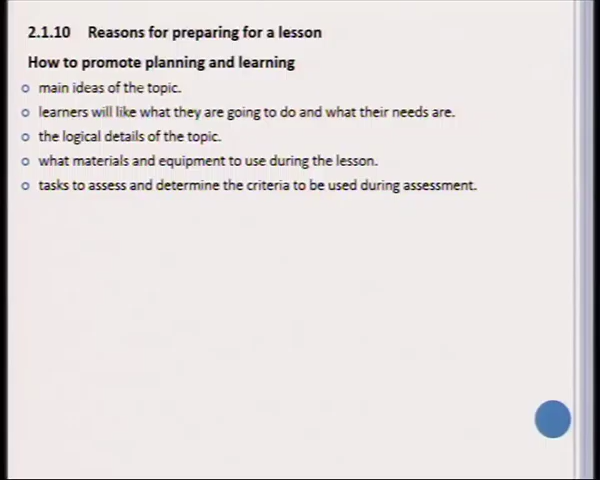 2.1.10 Reasons for preparing for a lesson
How to promote planning and learning
main ideas of the topic.
learners will like what they are going to do and what their needs are.
the logical details of the topic.
what materials and equipment to use during the lesson.
tasks to assess and determine the criteria to be used during assessment.